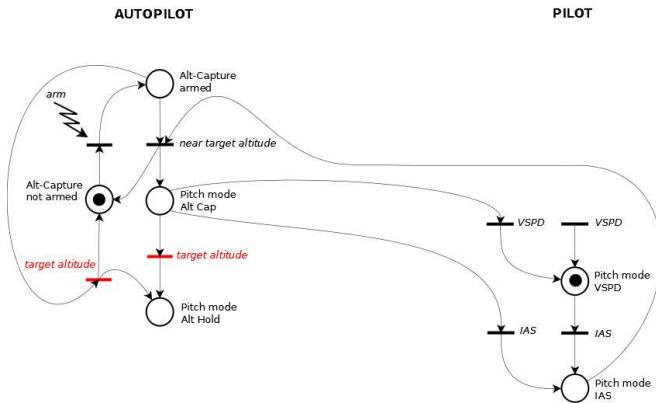 AUTOPILOT
PILOT
Alt-Capture
armed
arm
near target altitude
Alt-Capture
not armed
Pitch mode
Alt Cap
VSPD
VSPD
target altitude
target altitude
Pitch mode
VSPD
Pitch mode
Alt Hold
IAS
IAS
Pitch mode
IAS